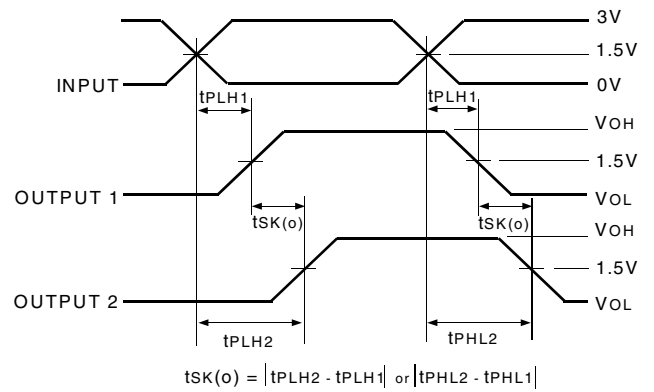 3V
1.5V
INPUT
0V
tPLH1 tPLH1
VOH
1.5V
OUTPUT 1
VOL
tSK(o) tSK(o)
VOH
1.5V
OUTPUT 2
VOL
tPLH2 tPHL2
tSK(o) = |tPLH2 - tPLH1| or |tPHL2 - tPHL1|